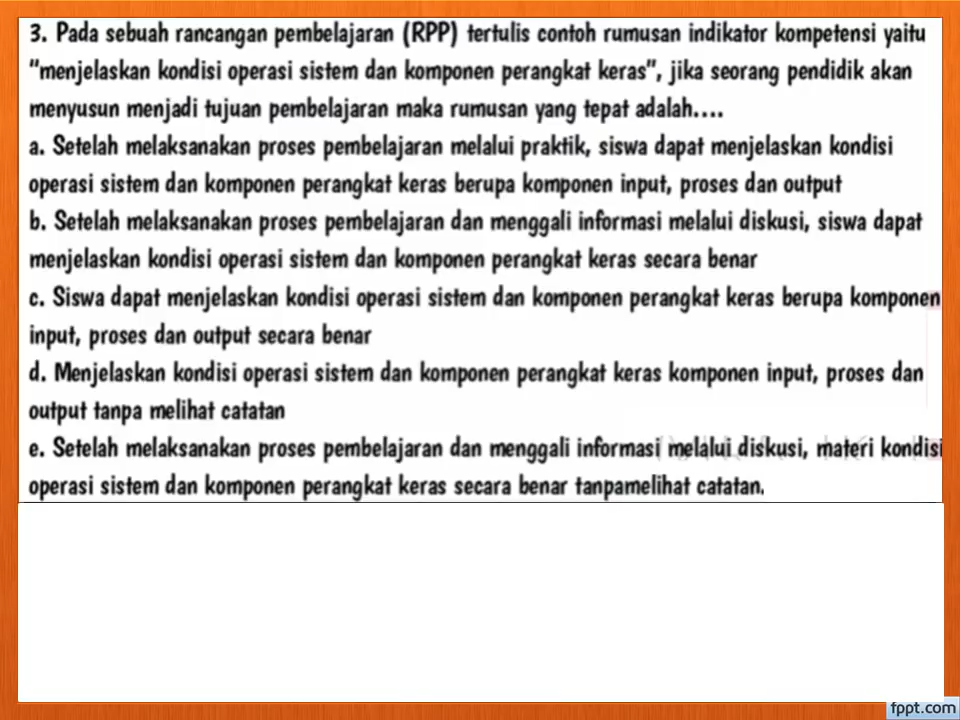 3. Pada sebuah rancangan pembelajaran (RPP) tertulis contoh rumusan indikator kompetensi yaitu
"menjelaskan kondisi operasi sistem dan komponen perangkat keras", jika seorang pendidik akan
menyusun menjadi tujuan pembelajaran maka rumusan yang tepat adalah....
a. Setelah melaksanakan proses pembelajaran melalui praktik, siswa dapat menjelaskan kondisi
operasi sistem dan komponen perangkat keras berupa komponen input, proses dan output
b. Setelah melaksanakan proses pembelajaran dan menggali informasi melalui diskusi, siswa dapat
menjelaskan kondisi operasi sistem dan komponen perangkat keras secara benar
c. Siswa dapat menjelaskan kondisi operasi sistem dan komponen perangkat keras berupa komponen
input, proses dan output secara benar
d. Menjelaskan kondisi operasi sistem dan komponen perangkat keras komponen input, proses dan
output tanpa melihat catatan
e. Setelah melaksanakan proses pembelajaran dan menggali informasi melalui diskusi, materi kondisi
operasi sistem dan komponen perangkat keras secara benar tanpamelihat catatan.
fppt.com